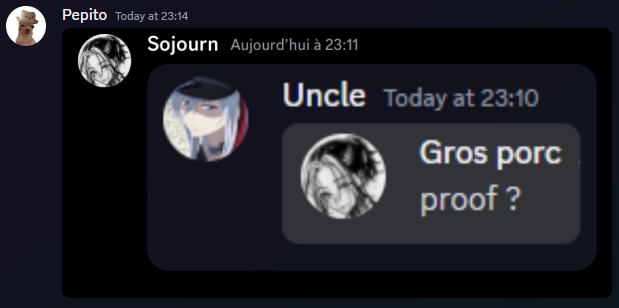 Pepito Today at 23:14
Sojourn Aujourd'hui à 23:11
Uncle Today at 23:10
Gros porc
proof ?